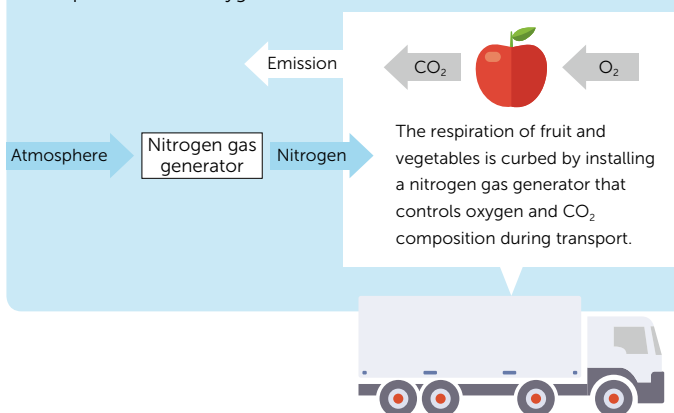 Emission
CO₂
O₂
Atmosphere
Nitrogen gas
generator
Nitrogen
The respiration of fruit and
vegetables is curbed by installing
a nitrogen gas generator that
controls oxygen and CO₂
composition during transport.